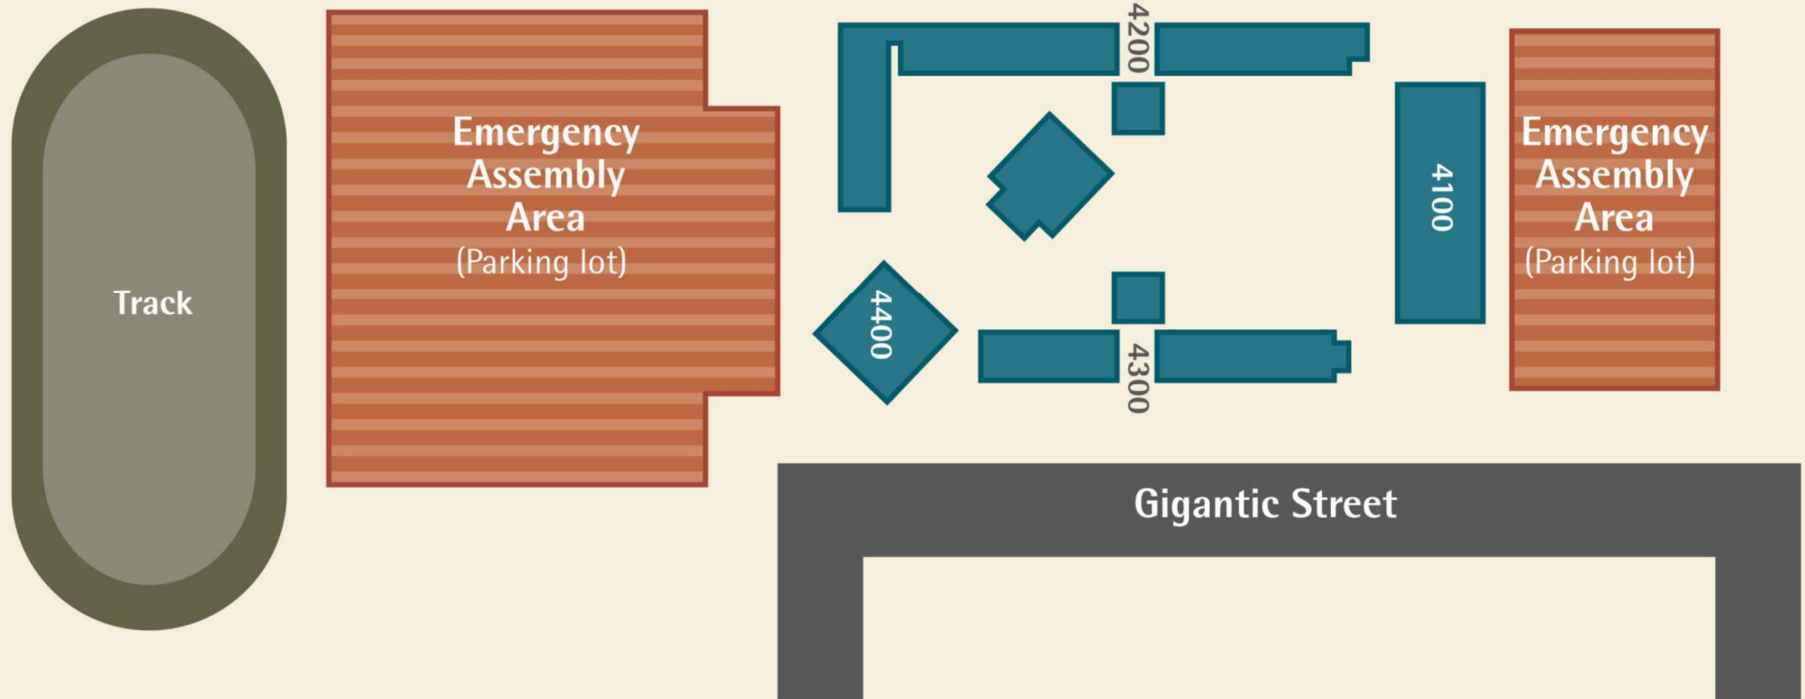 Track
Emergency
Assembly
Area
(Parking lot)
4200
4400
4300
4100
Emergency
Assembly
Area
(Parking lot)
Gigantic Street